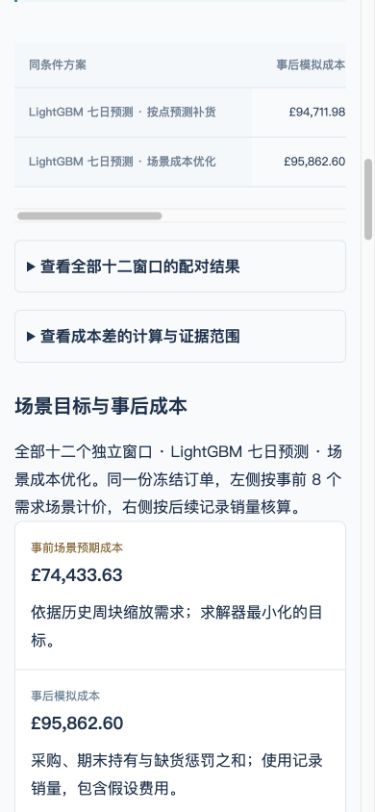 同条件方案 事后模拟成本
LightGBM 七日预测 · 按点预测补货 £94,711.98
LightGBM 七日预测 · 场景成本优化 £95,862.60
▶ 查看全部十二窗口的配对结果
▶ 查看成本差的计算与证据范围
场景目标与事后成本
全部十二个独立窗口 · LightGBM 七日预测 · 场
景成本优化。同一份冻结订单，左侧按事前 8 个
需求场景计价，右侧按后续记录销量核算。
事前场景预期成本
£74,433.63
依据历史周块缩放需求；求解器最小化的目
标。
事后模拟成本
£95,862.60
采购、期末持有与缺货惩罚之和；使用记录
销量，包含假设费用。